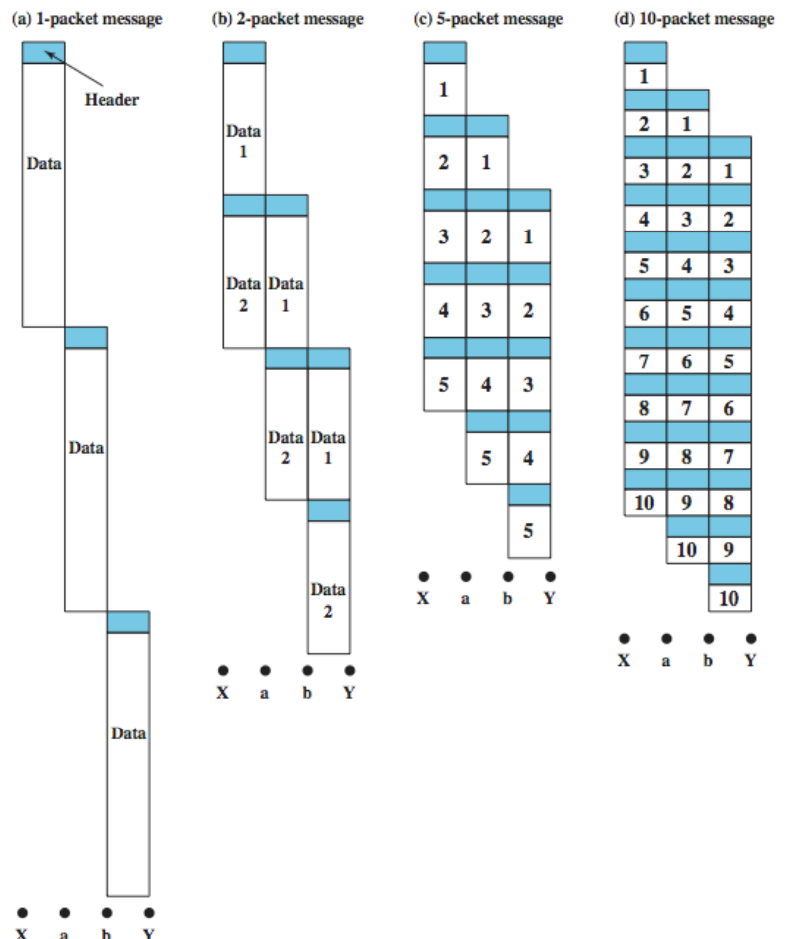 (a) 1-packet message
Header
Data
Data
Data
X a b Y
(b) 2-packet message
Data
1
Data Data
2 1
Data Data
2 1
Data
2
X a b Y
(c) 5-packet message
1
2 1
3 2 1
4 3 2
5 4 3
5 4
5
X a b Y
(d) 10-packet message
1
2 1
3 2 1
4 3 2
5 4 3
6 5 4
7 6 5
8 7 6
9 8 7
10 9 8
10 9
10
X a b Y